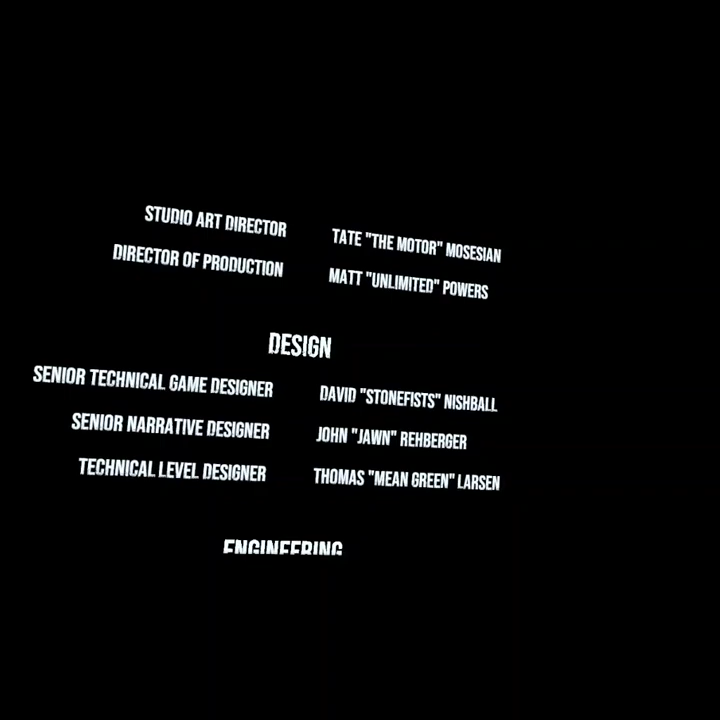 STUDIO ART DIRECTOR TATE "THE MOTOR" MOSESIAN
DIRECTOR OF PRODUCTION MATT "UNLIMITED" POWERS
DESIGN
SENIOR TECHNICAL GAME DESIGNER DAVID "STONEFISTS" NISHBALL
SENIOR NARRATIVE DESIGNER JOHN "JAWN" REHBERGER
TECHNICAL LEVEL DESIGNER THOMAS "MEAN GREEN" LARSEN
ENGINEERING